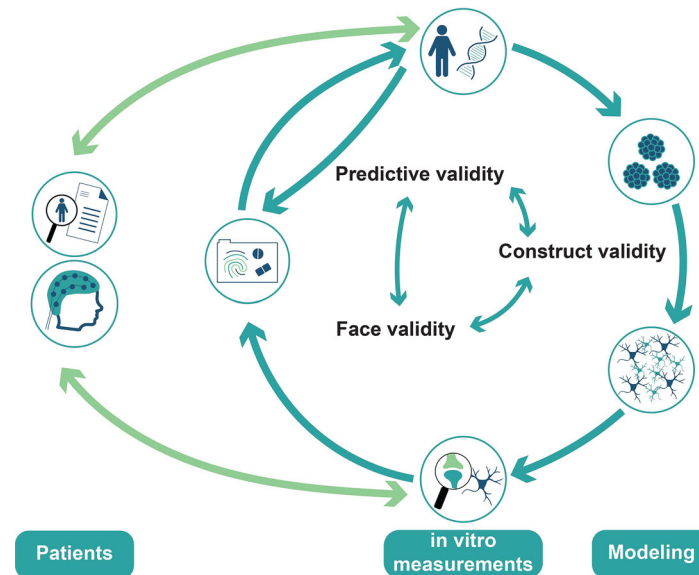 Predictive validity
Construct validity
Face validity
Patients
in vitro
measurements
Modeling